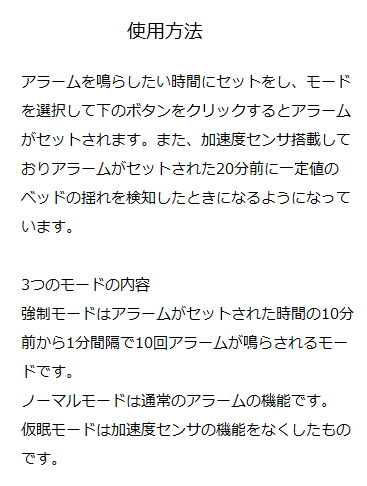 使用方法
アラームを鳴らしたい時間にセットをし、モード
を選択して下のボタンをクリックするとアラーム
がセットされます。また、加速度センサ搭載して
おりアラームがセットされた20分前に一定値の
ベッドの揺れを検知したときになるようになって
います。
3つのモードの内容
強制モードはアラームがセットされた時間の10分
前から1分間隔で10回アラームが鳴らされるモー
ドです。
ノーマルモードは通常のアラームの機能です。
仮眠モードは加速度センサの機能をなくしたもの
です。